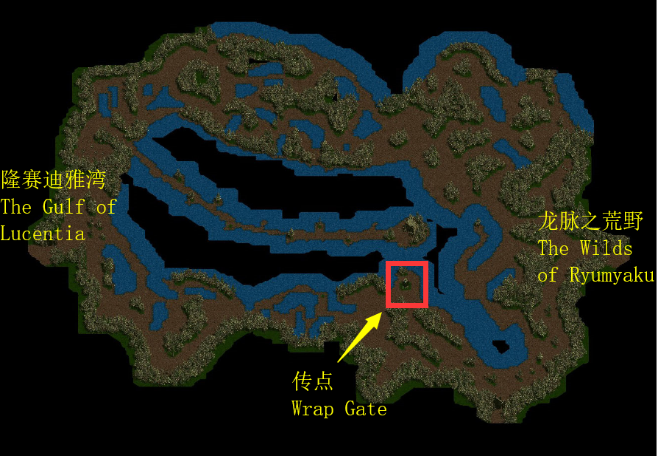 隆赛迪雅湾
The Gulf of
Lucentia
龙脉之荒野
The Wilds
of Ryumyaku
传点
Wrap Gate